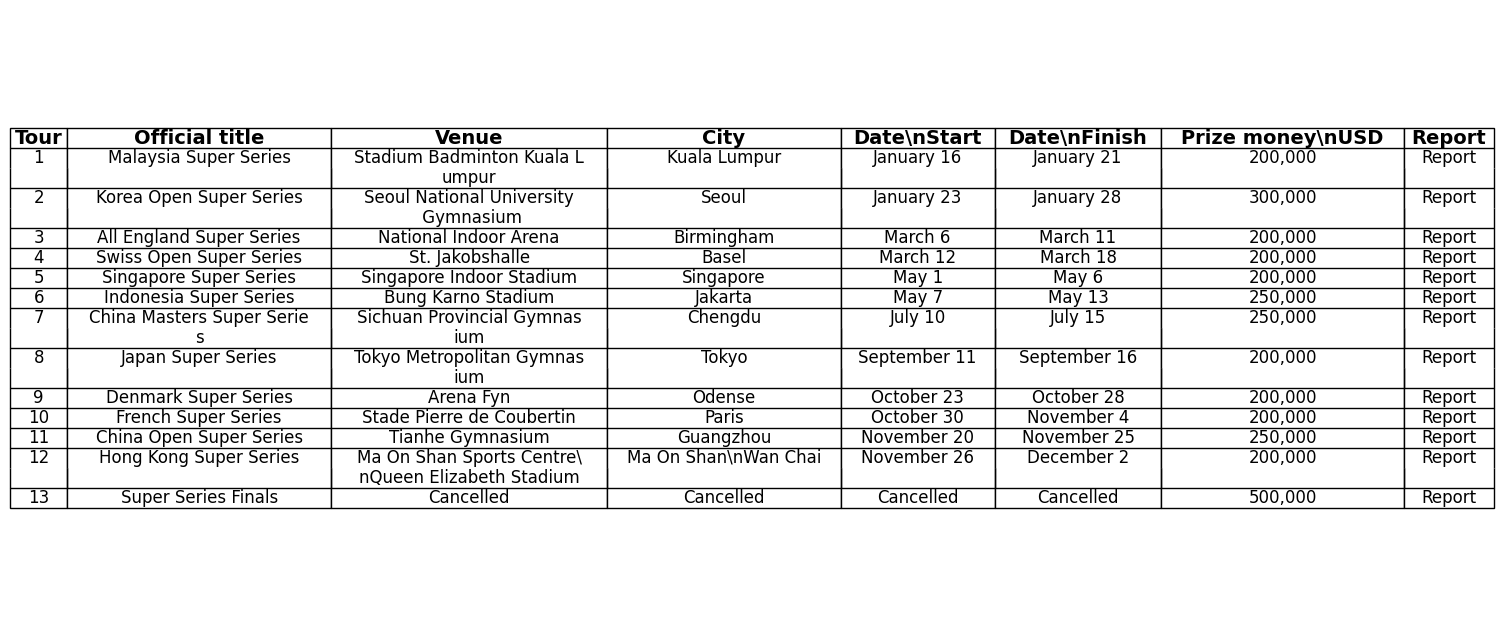 Tour Official title Venue City Date\nStart Date\nFinish Prize money\nUSD Report
1 Malaysia Super Series Stadium Badminton Kuala L Kuala Lumpur January 16 January 21 200,000 Report
umpur
2 Korea Open Super Series Seoul National University Seoul January 23 January 28 300,000 Report
Gymnasium
3 All England Super Series National Indoor Arena Birmingham March 6 March 11 200,000 Report
4 Swiss Open Super Series St. Jakobshalle Basel March 12 March 18 200,000 Report
5 Singapore Super Series Singapore Indoor Stadium Singapore May 1 May 6 200,000 Report
6 Indonesia Super Series Bung Karno Stadium Jakarta May 7 May 13 250,000 Report
7 China Masters Super Serie Sichuan Provincial Gymnas Chengdu July 10 July 15 250,000 Report
s ium
8 Japan Super Series Tokyo Metropolitan Gymnas Tokyo September 11 September 16 200,000 Report
ium
9 Denmark Super Series Arena Fyn Odense October 23 October 28 200,000 Report
10 French Super Series Stade Pierre de Coubertin Paris October 30 November 4 200,000 Report
11 China Open Super Series Tianhe Gymnasium Guangzhou November 20 November 25 250,000 Report
12 Hong Kong Super Series Ma On Shan Sports Centre\ Ma On Shan\nWan Chai November 26 December 2 200,000 Report
nQueen Elizabeth Stadium
13 Super Series Finals Cancelled Cancelled Cancelled Cancelled 500,000 Report